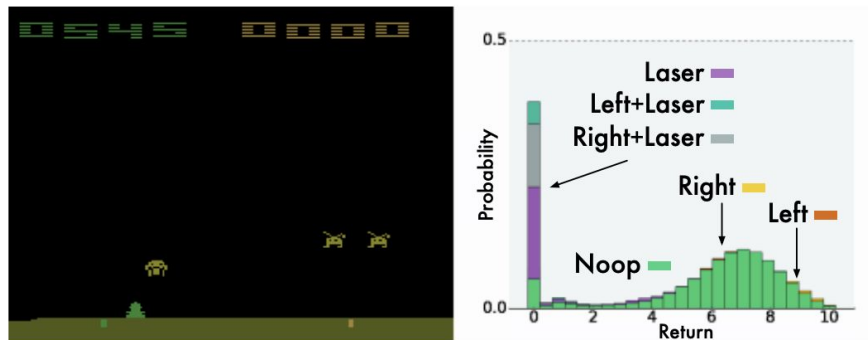 0545 0000
0.5
Laser
Left+Laser
Right+Laser
Right
Left
Noop
Probability
0.0
0 2 4 6 8 10
Return